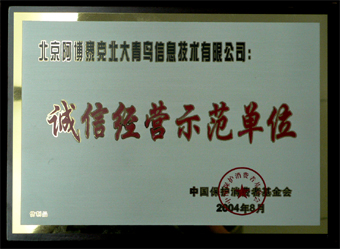 北京阿博泉克北大青鸟信息技术有限公司：
诚信经营示范单位
中国保护消费者基金会
2004年8月